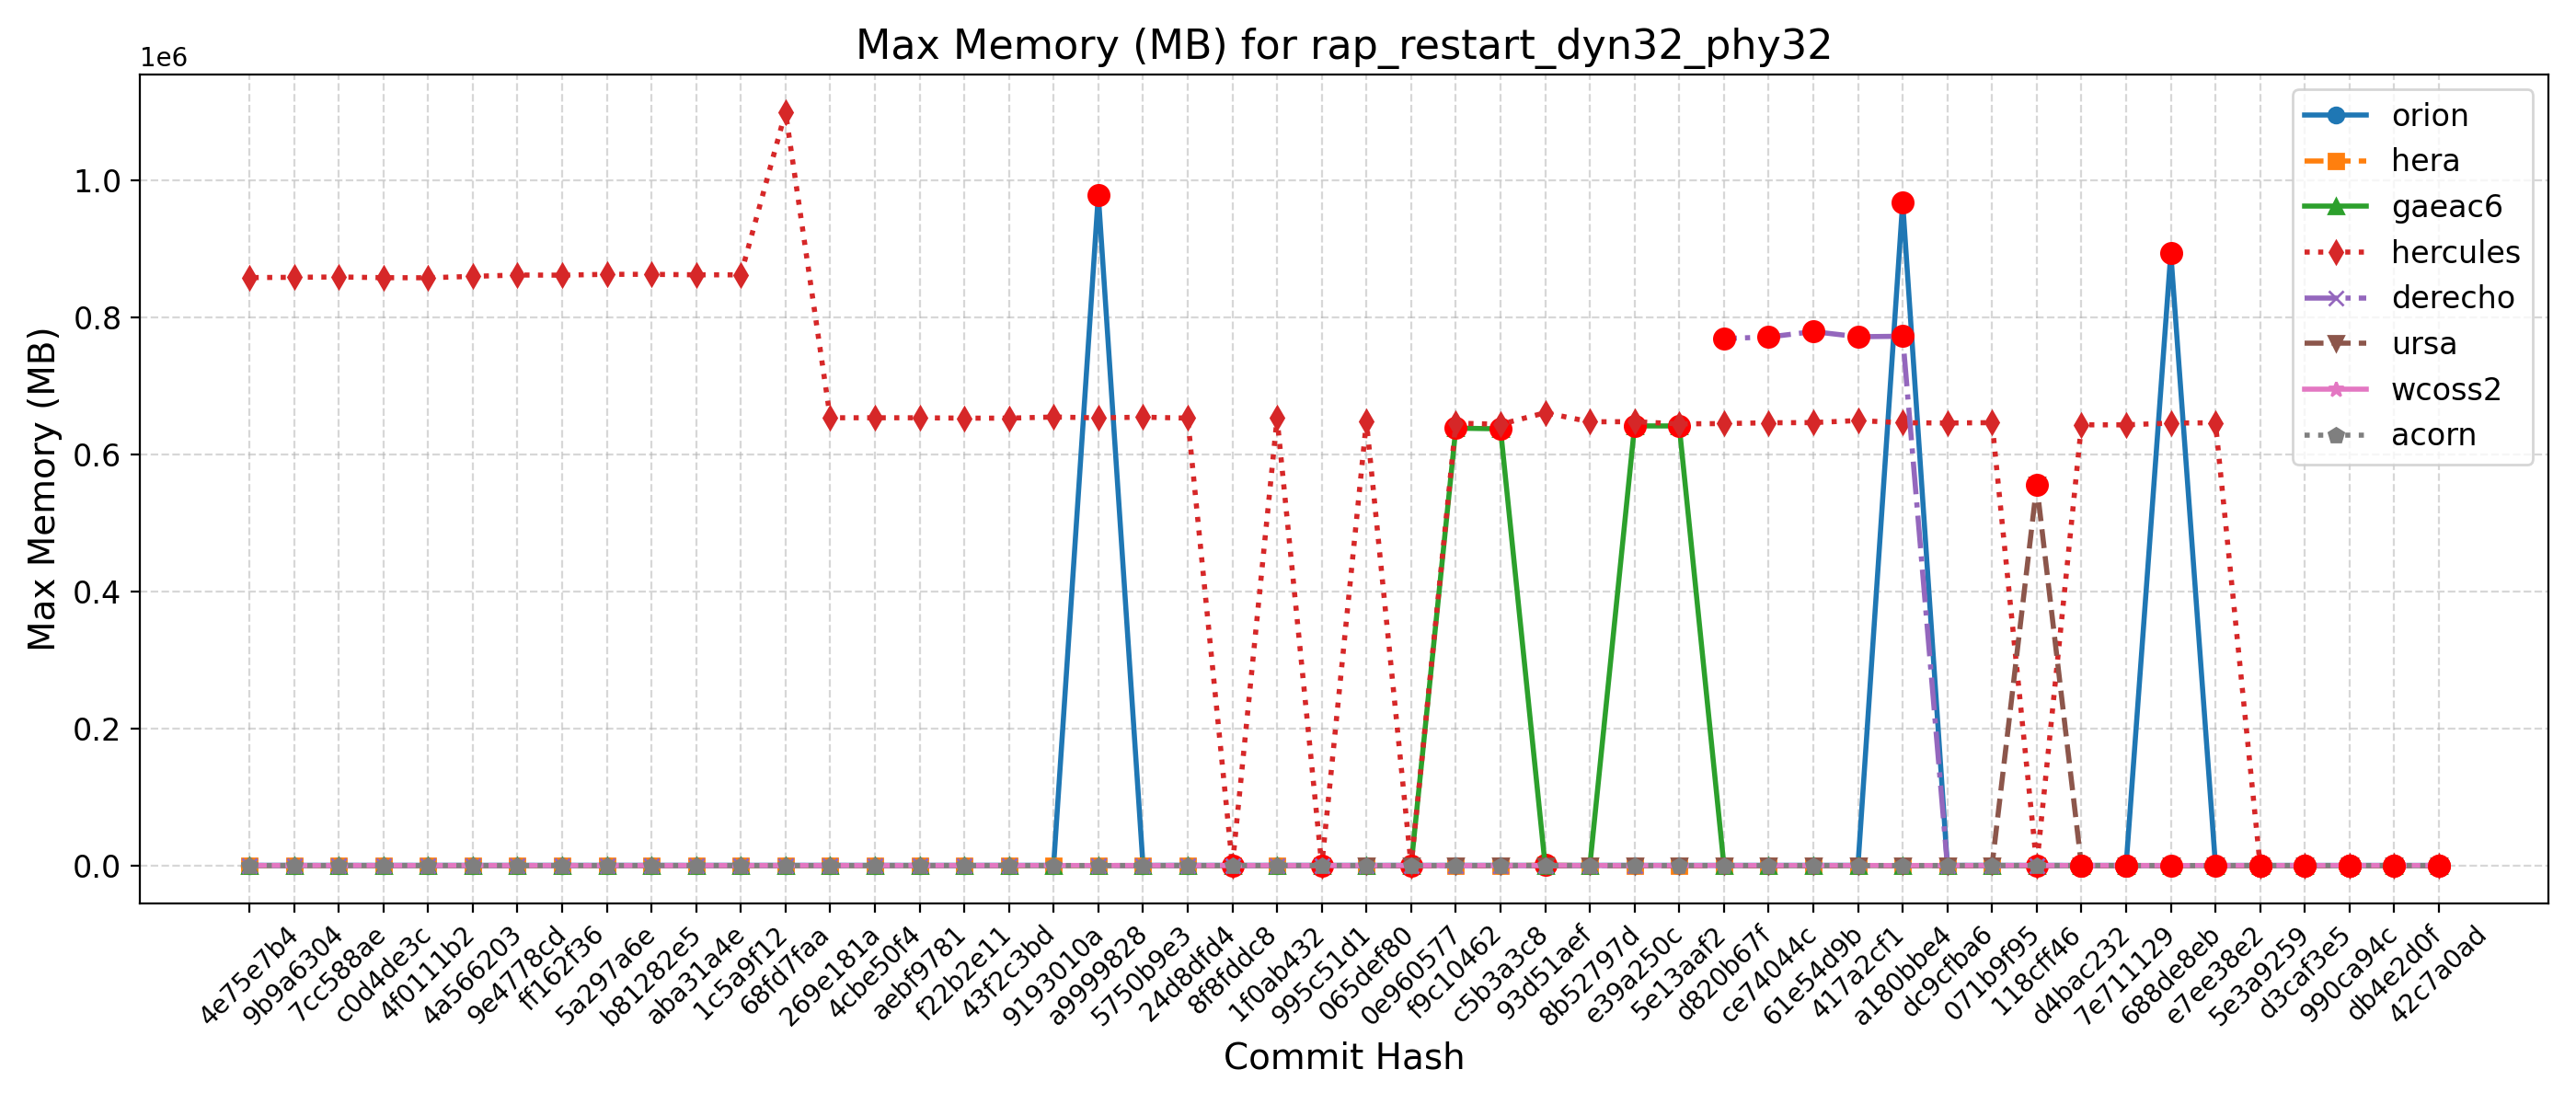 Max Memory (MB) for rap_restart_dyn32_phy32
1e6
1.0
0.8
0.6
0.4
0.2
0.0
Max Memory (MB)
orion
hera
gaeac6
hercules
derecho
ursa
wcoss2
acorn
4e75e7b4
9b9a6304
7cc588ae
c0d4de3c
4f0111b2
4a566203
9e4778cd
ff162f36
5a297a6e
b81282e5
aba31a4e
1c5a9f12
68fd7faa
269e181a
4cbe50f4
aebf9781
f22b2e11
43f2c3bd
9193010a
a9999828
5750b9e3
24d8dfd4
8f8fddc8
1f0ab432
995c51d1
065def80
0e960577
f9c10462
c5b3a3c8
93d51aef
8b52797d
e39a250c
5e13aaf2
d820b67f
ce74044c
61e54d9b
417a2cf1
a180bbe4
dc9cfba6
071b9f95
118cff46
d4bac232
7e711129
688de8eb
e7ee38e2
5e3a9259
d3caf3e5
990ca94c
db4e2d0f
42c7a0ad
Commit Hash